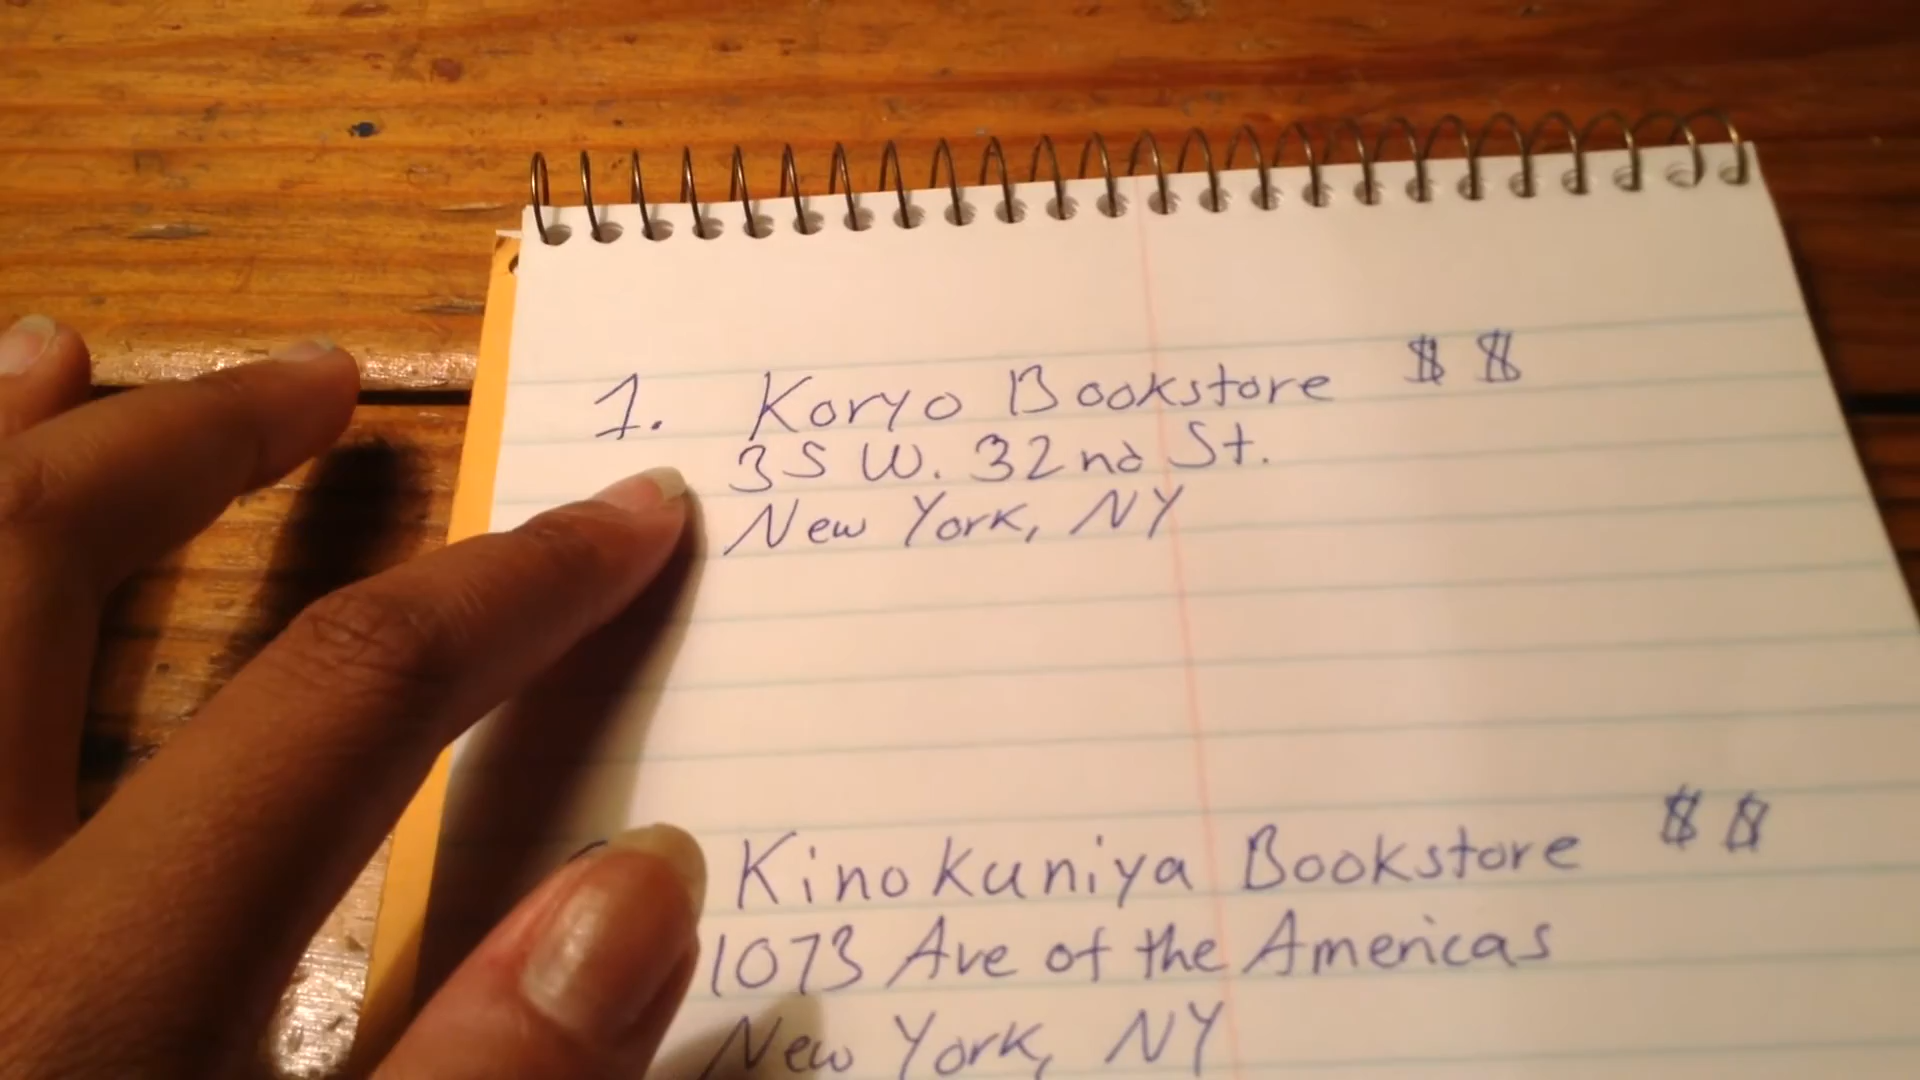 1. Koryo Bookstore $ $
35 W. 32nd St.
New York, NY
Kinokuniya Bookstore $ $
1073 Ave of the Americas
New York, NY